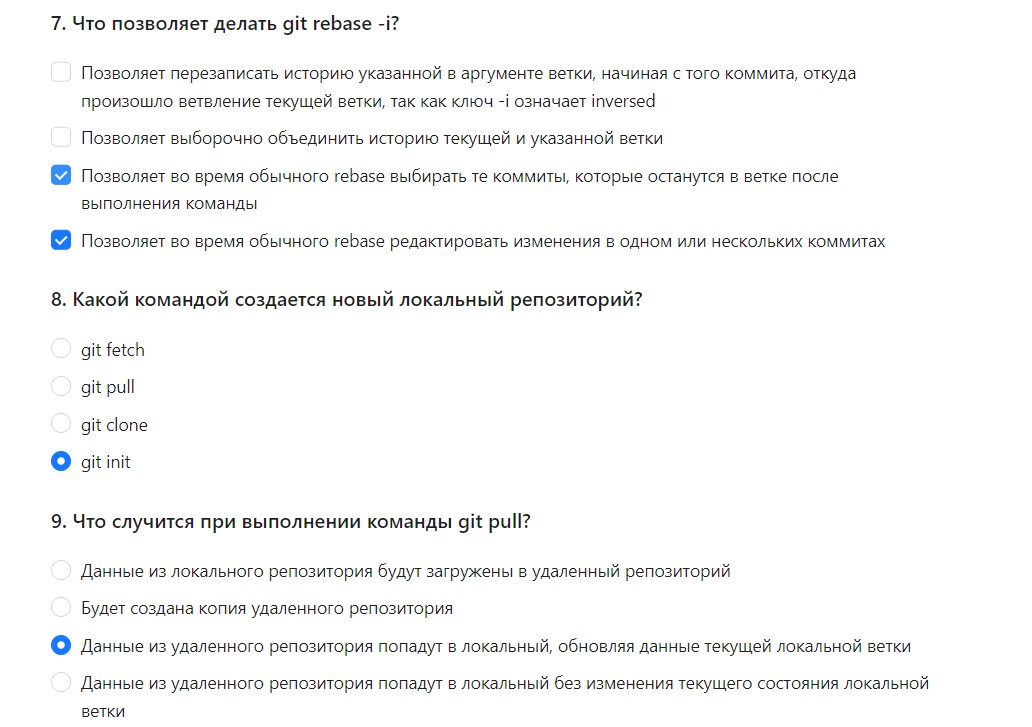 7. Что позволяет делать git rebase -i?
Позволяет перезаписать историю указанной в аргументе ветки, начиная с того коммита, откуда
произошло ветвление текущей ветки, так как ключ -i означает inversed
Позволяет выборочно объединить историю текущей и указанной ветки
Позволяет во время обычного rebase выбирать те коммиты, которые останутся в ветке после
выполнения команды
Позволяет во время обычного rebase редактировать изменения в одном или нескольких коммитах
8. Какой командой создается новый локальный репозиторий?
git fetch
git pull
git clone
git init
9. Что случится при выполнении команды git pull?
Данные из локального репозитория будут загружены в удаленный репозиторий
Будет создана копия удаленного репозитория
Данные из удаленного репозитория попадут в локальный, обновляя данные текущей локальной ветки
Данные из удаленного репозитория попадут в локальный без изменения текущего состояния локальной
ветки